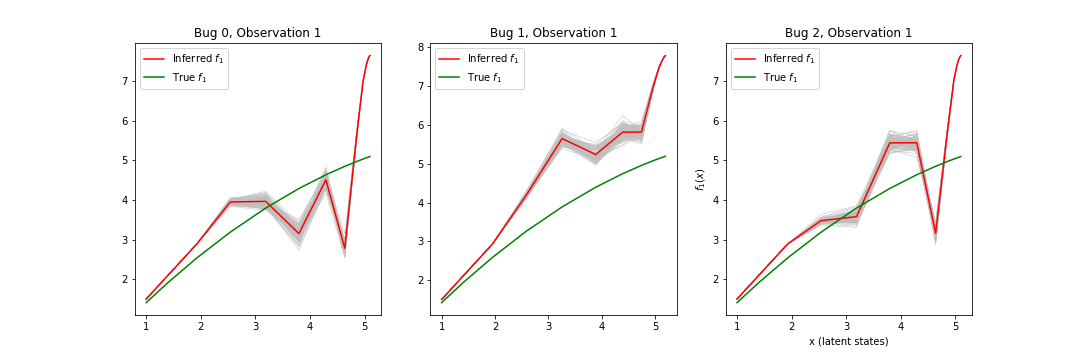 Bug 0, Observation 1
Inferred f₁
True f₁
7
6
5
4
3
2
1 2 3 4 5
Bug 1, Observation 1
Inferred f₁
True f₁
8
7
6
5
4
3
2
1 2 3 4 5
Bug 2, Observation 1
Inferred f₁
True f₁
f₁(x)
7
6
5
4
3
2
1 2 3 4 5
x (latent states)